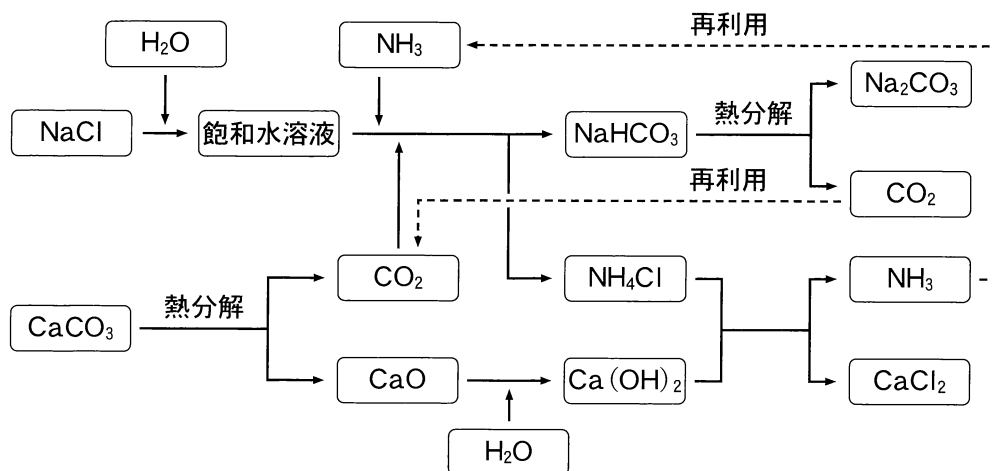 再利用
H₂O
NH₃
Na₂CO₃
NaCl
飽和水溶液
NaHCO₃
熱分解
再利用
CO₂
CO₂
NH₄Cl
NH₃
熱分解
CaCO₃
CaO
Ca(OH)₂
CaCl₂
H₂O